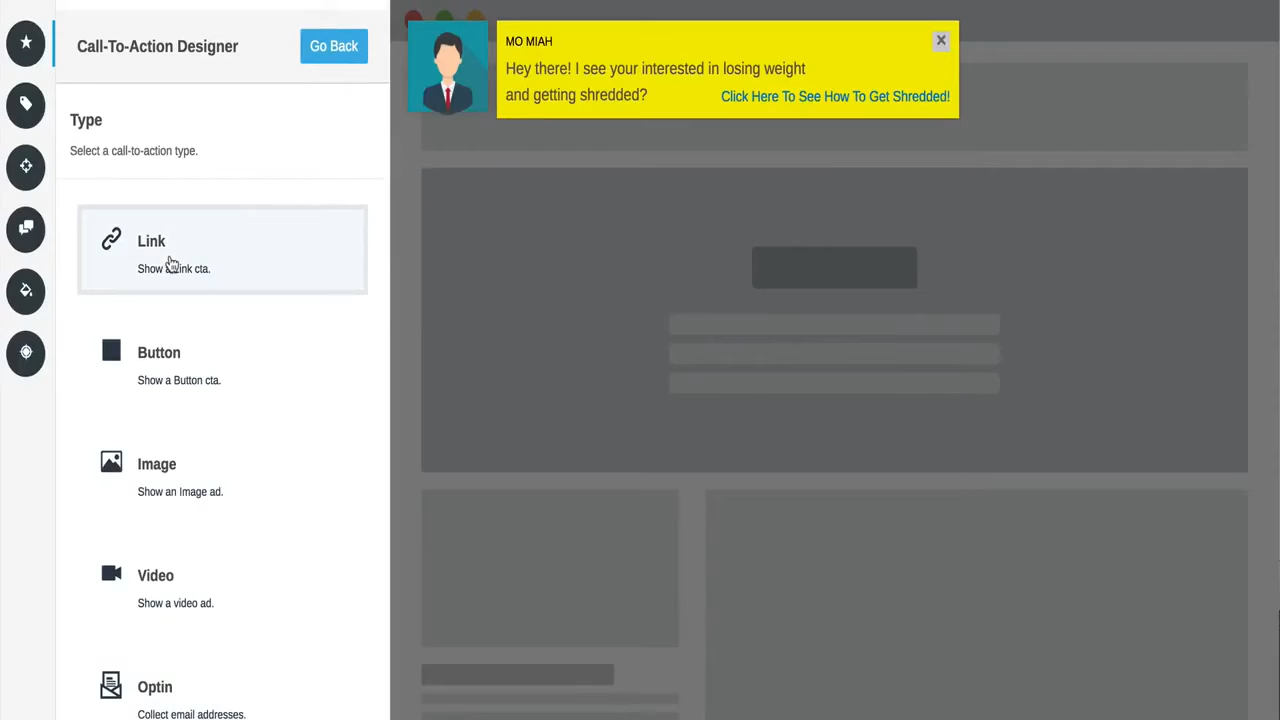 Call-To-Action Designer
Go Back
Type
Select a call-to-action type.
Link
Show a Link cta.
Button
Show a Button cta.
Image
Show an Image ad.
Video
Show a video ad.
Optin
Collect email addresses.
MO MIAH
X
Hey there! I see your interested in losing weight
and getting shredded?
Click Here To See How To Get Shredded!